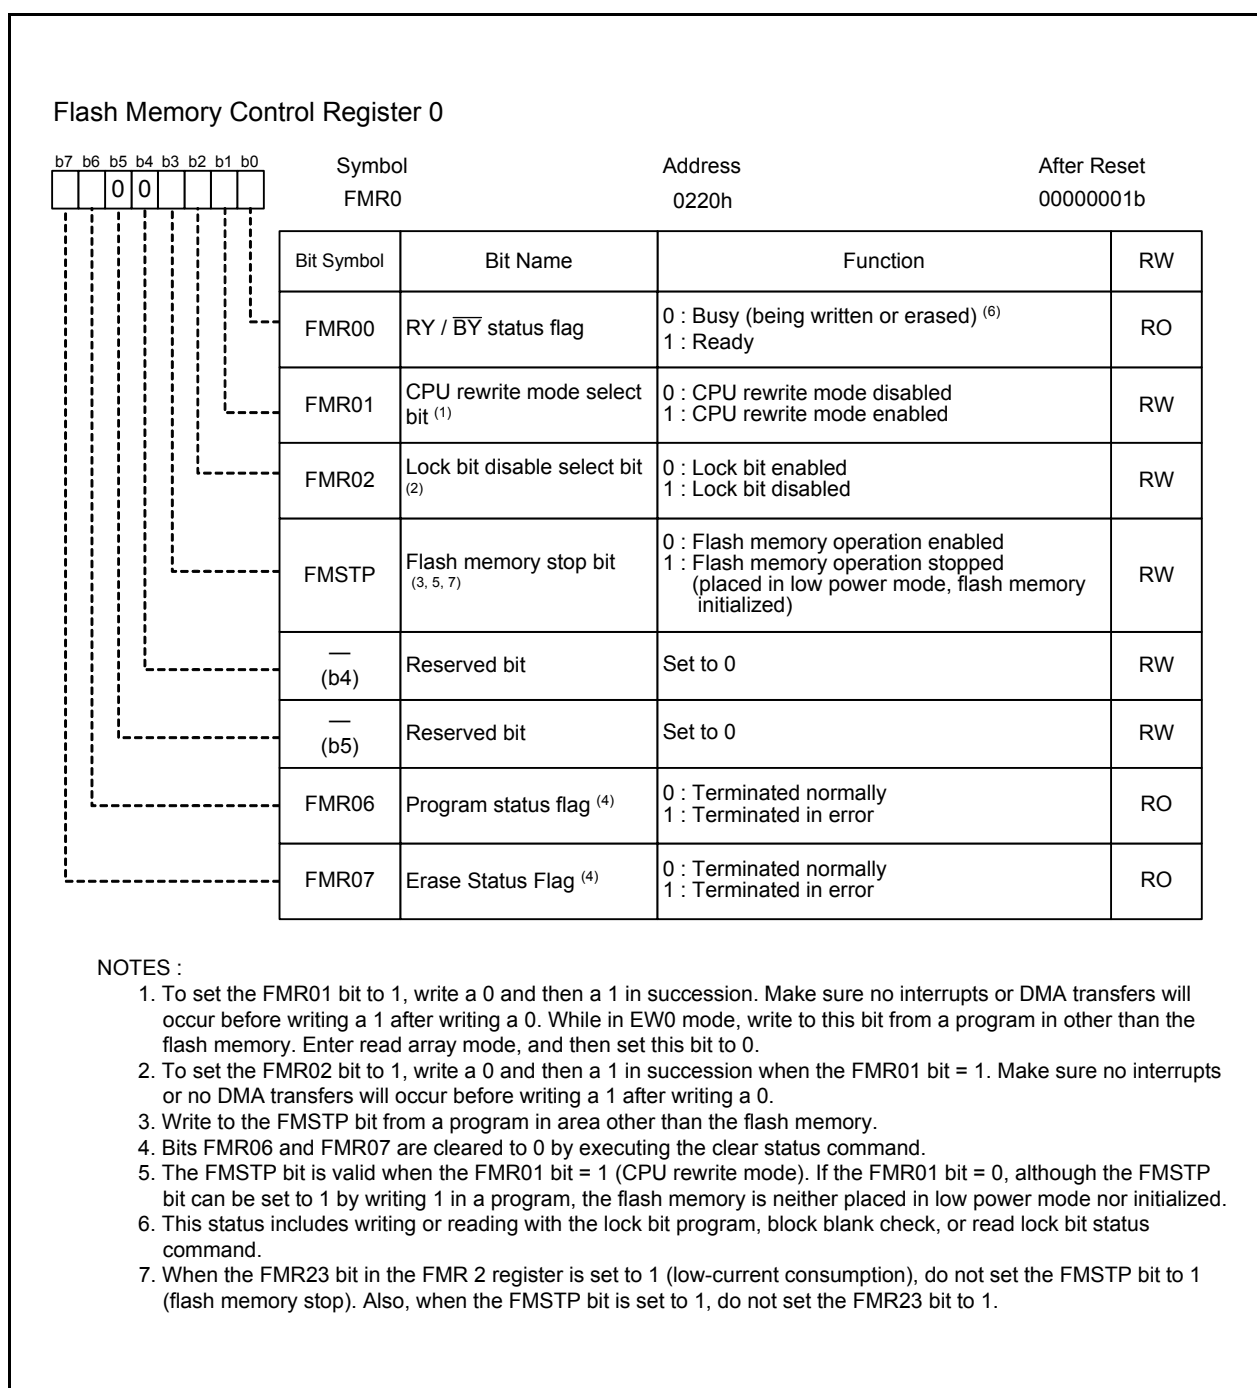 Flash Memory Control Register 0
b7 b6 b5 b4 b3 b2 b1 b0
0 0
Symbol Address After Reset
FMR0 0220h 00000001b
Bit Symbol Bit Name Function RW
FMR00 RY / BY status flag 0 : Busy (being written or erased) (6) RO
1 : Ready
FMR01 CPU rewrite mode select 0 : CPU rewrite mode disabled RW
bit (1) 1 : CPU rewrite mode enabled
FMR02 Lock bit disable select bit 0 : Lock bit enabled RW
(2) 1 : Lock bit disabled
FMSTP Flash memory stop bit 0 : Flash memory operation enabled RW
(3, 5, 7) 1 : Flash memory operation stopped
(placed in low power mode, flash memory
initialized)
— Reserved bit Set to 0 RW
(b4)
— Reserved bit Set to 0 RW
(b5)
FMR06 Program status flag (4) 0 : Terminated normally RO
1 : Terminated in error
FMR07 Erase Status Flag (4) 0 : Terminated normally RO
1 : Terminated in error
NOTES :
1. To set the FMR01 bit to 1, write a 0 and then a 1 in succession. Make sure no interrupts or DMA transfers will
occur before writing a 1 after writing a 0. While in EW0 mode, write to this bit from a program in other than the
flash memory. Enter read array mode, and then set this bit to 0.
2. To set the FMR02 bit to 1, write a 0 and then a 1 in succession when the FMR01 bit = 1. Make sure no interrupts
or no DMA transfers will occur before writing a 1 after writing a 0.
3. Write to the FMSTP bit from a program in area other than the flash memory.
4. Bits FMR06 and FMR07 are cleared to 0 by executing the clear status command.
5. The FMSTP bit is valid when the FMR01 bit = 1 (CPU rewrite mode). If the FMR01 bit = 0, although the FMSTP
bit can be set to 1 by writing 1 in a program, the flash memory is neither placed in low power mode nor initialized.
6. This status includes writing or reading with the lock bit program, block blank check, or read lock bit status
command.
7. When the FMR23 bit in the FMR 2 register is set to 1 (low-current consumption), do not set the FMSTP bit to 1
(flash memory stop). Also, when the FMSTP bit is set to 1, do not set the FMR23 bit to 1.